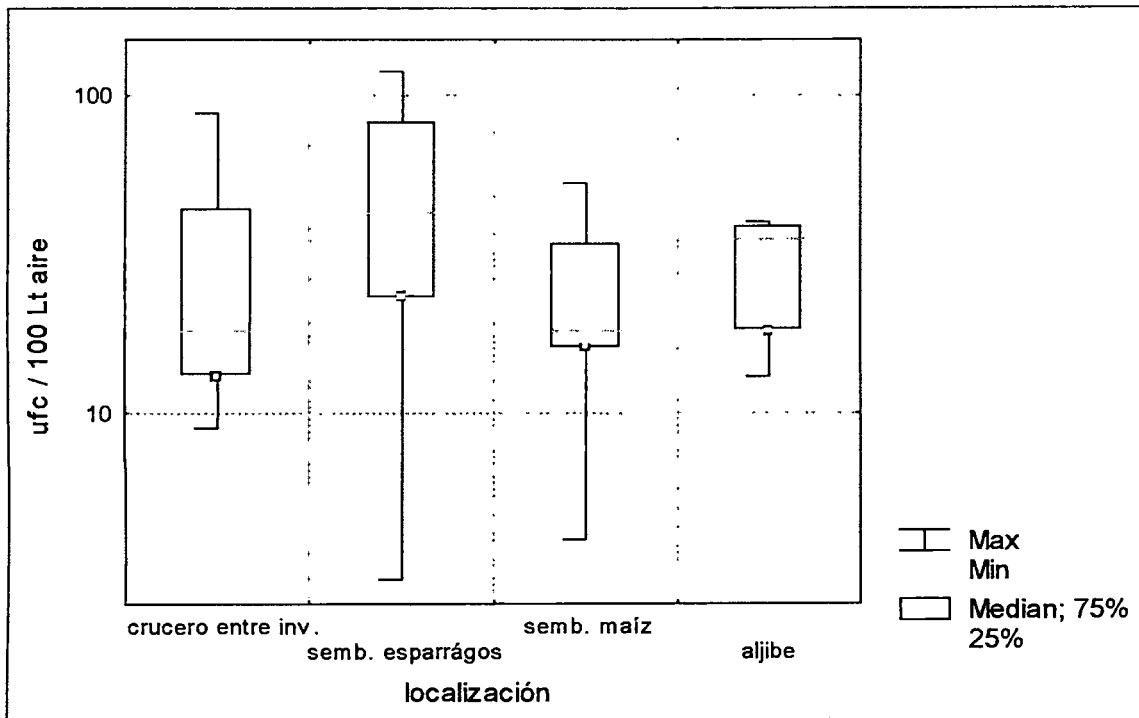 100
10
ufc / 100 Lt aire
crucero entre inv.
semb. esparrágos
semb. maíz
aljibe
localización
Max
Min
Median; 75%
25%